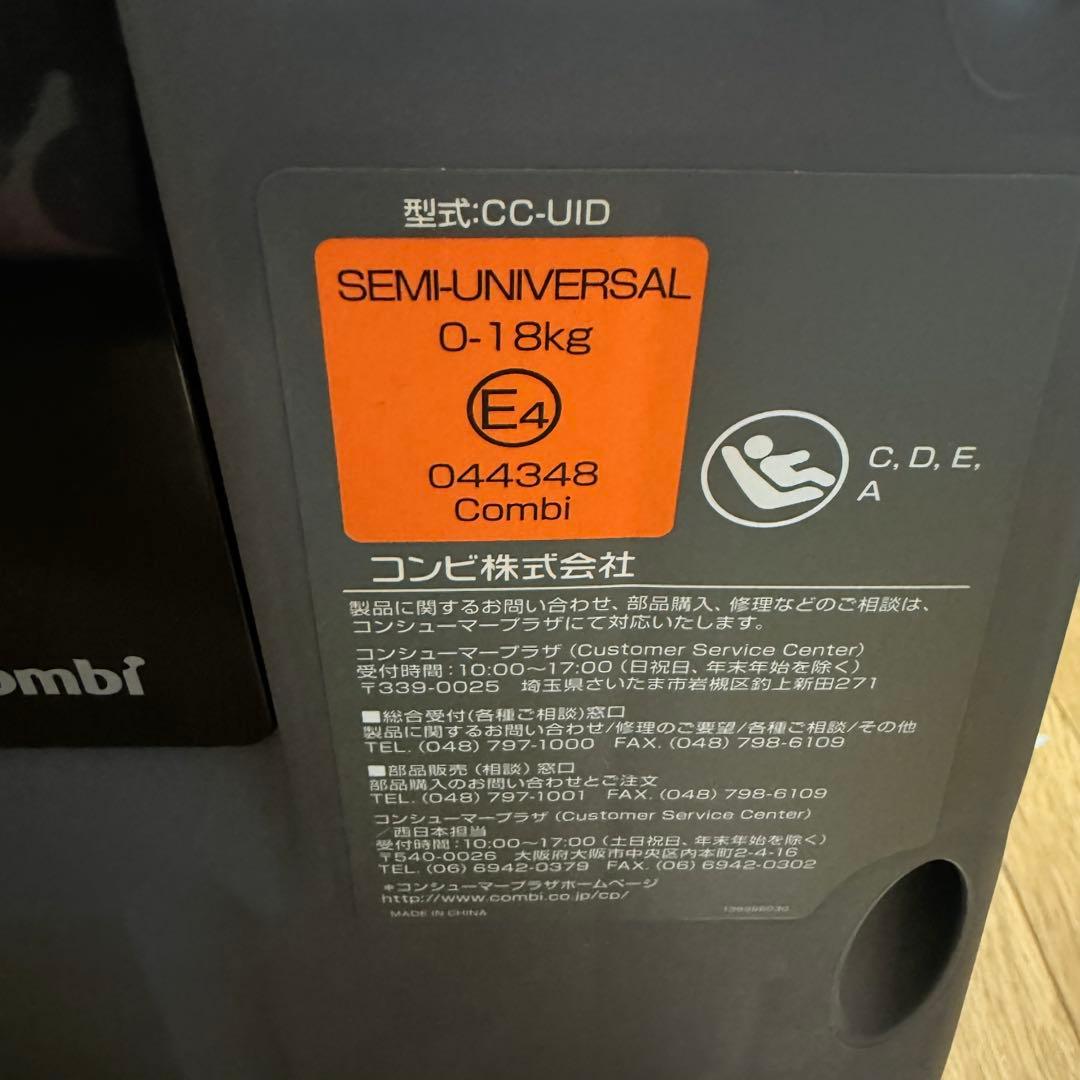 型式:CC-UID
SEMI-UNIVERSAL
0-18kg
E4
044348
Combi
C, D, E,
A
コンビ株式会社
製品に関するお問い合わせ、部品購入、修理などのご相談は、
コンシューマープラザにて対応いたします。
コンシューマープラザ (Customer Service Center)
受付時間:10:00〜17:00 (日祝日、年末年始を除く)
〒339-0025 埼玉県さいたま市岩槻区釣上新田271
■総合受付(各種ご相談)窓口
製品に関するお問い合わせ/修理のご要望/各種ご相談/その他
TEL. (048) 797-1000 FAX. (048) 798-6109
■部品販売 (相談) 窓口
部品購入のお問い合わせとご注文
TEL. (048) 797-1001 FAX. (048) 798-6109
コンシューマープラザ (Customer Service Center)
/西日本担当
受付時間:10:00〜17:00 (土日祝日、年末年始を除く)
〒540-0026 大阪府大阪市中央区内本町2-4-16
TEL. (06) 6942-0379 FAX. (06) 6942-0302
*コンシューマープラザホームページ
http://www.combi.co.jp/cp/
MADE IN CHINA
ombi